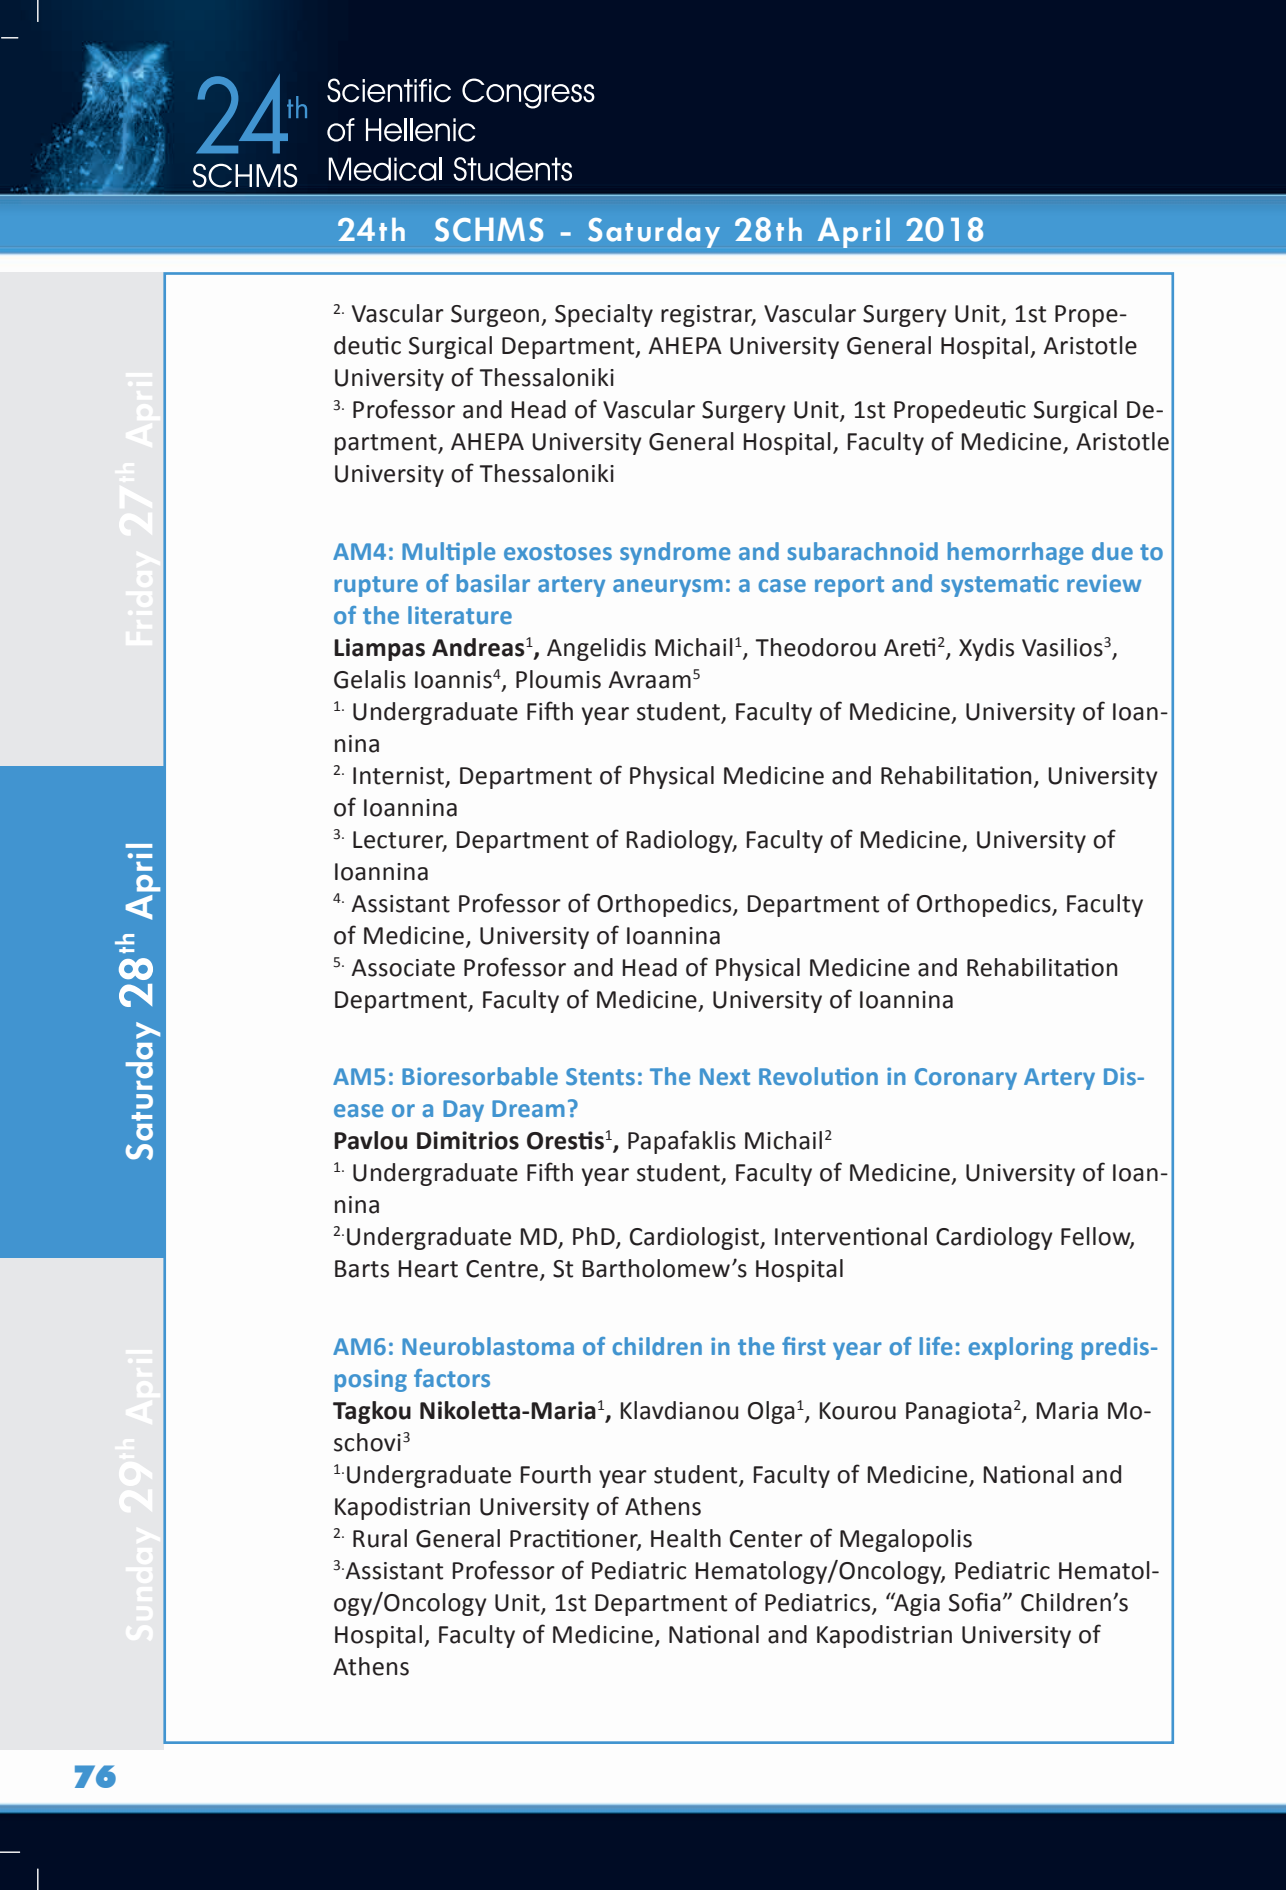 24th
SCHMS
Scientific Congress
of Hellenic
Medical Students
24th SCHMS - Saturday 28th April 2018
Friday 27th April
Saturday 28th April
Sunday 29th April
2. Vascular Surgeon, Specialty registrar, Vascular Surgery Unit, 1st Prope-
deutic Surgical Department, AHEPA University General Hospital, Aristotle
University of Thessaloniki
3. Professor and Head of Vascular Surgery Unit, 1st Propedeutic Surgical De-
partment, AHEPA University General Hospital, Faculty of Medicine, Aristotle
University of Thessaloniki
AM4: Multiple exostoses syndrome and subarachnoid hemorrhage due to
rupture of basilar artery aneurysm: a case report and systematic review
of the literature
Liampas Andreas1, Angelidis Michail1, Theodorou Areti2, Xydis Vasilios3,
Gelalis Ioannis4, Ploumis Avraam5
1. Undergraduate Fifth year student, Faculty of Medicine, University of Ioan-
nina
2. Internist, Department of Physical Medicine and Rehabilitation, University
of Ioannina
3. Lecturer, Department of Radiology, Faculty of Medicine, University of
Ioannina
4. Assistant Professor of Orthopedics, Department of Orthopedics, Faculty
of Medicine, University of Ioannina
5. Associate Professor and Head of Physical Medicine and Rehabilitation
Department, Faculty of Medicine, University of Ioannina
AM5: Bioresorbable Stents: The Next Revolution in Coronary Artery Dis-
ease or a Day Dream?
Pavlou Dimitrios Orestis1, Papafaklis Michail2
1. Undergraduate Fifth year student, Faculty of Medicine, University of Ioan-
nina
2.Undergraduate MD, PhD, Cardiologist, Interventional Cardiology Fellow,
Barts Heart Centre, St Bartholomew's Hospital
AM6: Neuroblastoma of children in the first year of life: exploring predis-
posing factors
Tagkou Nikoletta-Maria1, Klavdianou Olga1, Kourou Panagiota2, Maria Mo-
schovi3
1.Undergraduate Fourth year student, Faculty of Medicine, National and
Kapodistrian University of Athens
2. Rural General Practitioner, Health Center of Megalopolis
3.Assistant Professor of Pediatric Hematology/Oncology, Pediatric Hematol-
ogy/Oncology Unit, 1st Department of Pediatrics, “Agia Sofia” Children’s
Hospital, Faculty of Medicine, National and Kapodistrian University of
Athens
76